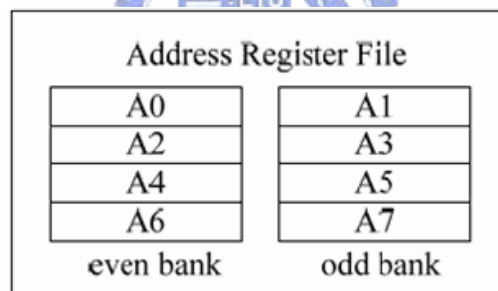 Address Register File
A0 A1
A2 A3
A4 A5
A6 A7
even bank odd bank